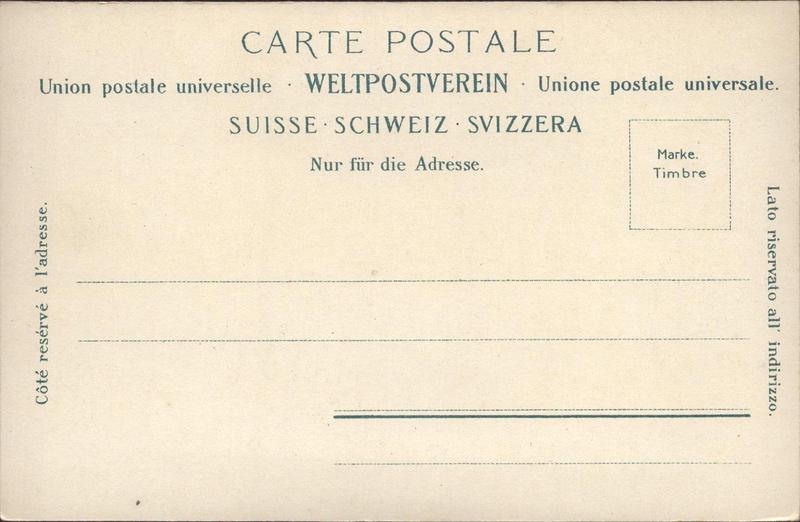 CARTE POSTALE
Union postale universelle · WELTPOSTVEREIN · Unione postale universale.
SUISSE · SCHWEIZ · SVIZZERA
Nur für die Adresse.
Marke.
Timbre
Côté resérvé à l'adresse.
Lato riservato all' indirizzo.